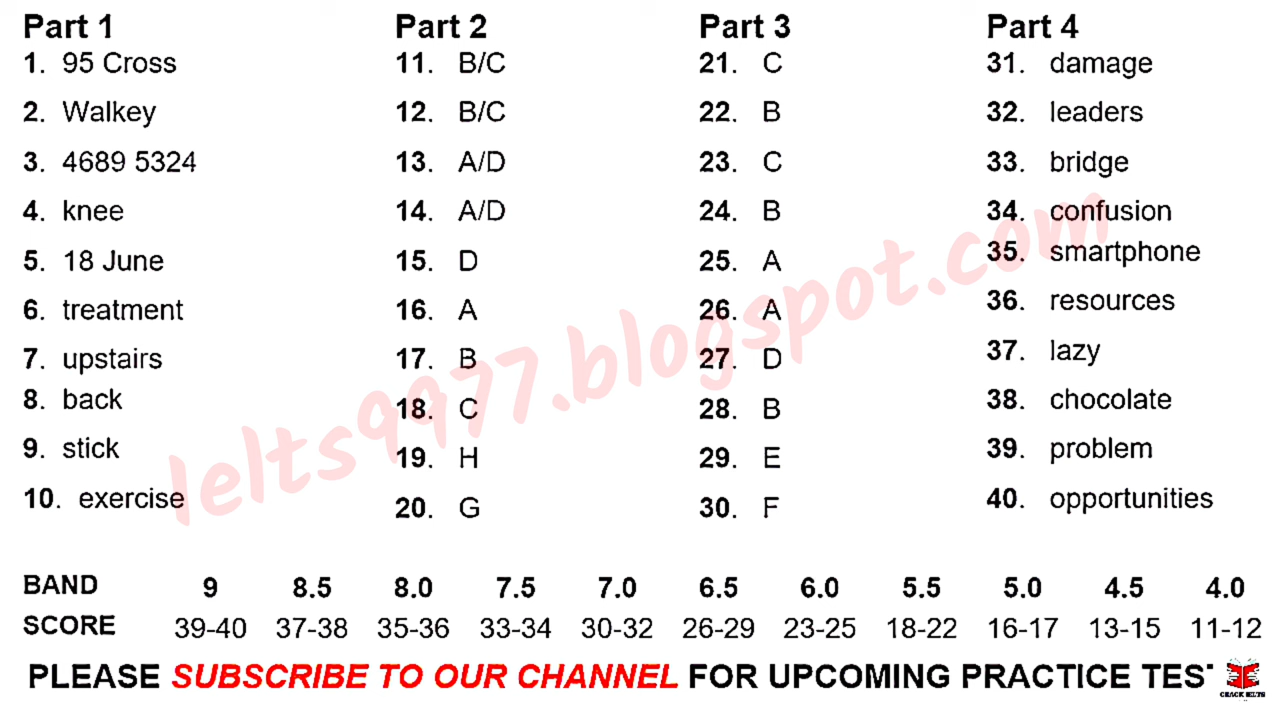 Part 1
1. 95 Cross
2. Walkey
3. 4689 5324
4. knee
5. 18 June
6. treatment
7. upstairs
8. back
9. stick
10. exercise
Part 2
11. B/C
12. B/C
13. A/D
14. A/D
15. D
16. A
17. B
18. C
19. H
20. G
Part 3
21. C
22. B
23. C
24. B
25. A
26. A
27. D
28. B
29. E
30. F
Part 4
31. damage
32. leaders
33. bridge
34. confusion
35. smartphone
36. resources
37. lazy
38. chocolate
39. problem
40. opportunities
Ielts9977.blogspot.com
BAND 9 8.5 8.0 7.5 7.0 6.5 6.0 5.5 5.0 4.5 4.0
SCORE 39-40 37-38 35-36 33-34 30-32 26-29 23-25 18-22 16-17 13-15 11-12
PLEASE SUBSCRIBE TO OUR CHANNEL FOR UPCOMING PRACTICE TES
CRACK IELTS